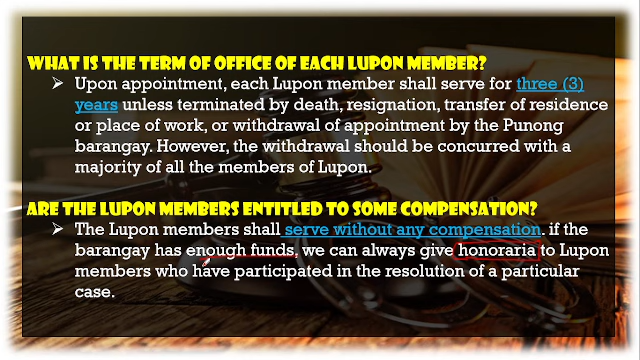 WHAT IS THE TERM OF OFFICE OF EACH LUPON MEMBER?
➢ Upon appointment, each Lupon member shall serve for three (3)
years unless terminated by death, resignation, transfer of residence
or place of work, or withdrawal of appointment by the Punong
barangay. However, the withdrawal should be concurred with a
majority of all the members of Lupon.
ARE THE LUPON MEMBERS ENTITLED TO SOME COMPENSATION?
➢ The Lupon members shall serve without any compensation. if the
barangay has enough funds, we can always give honoraria to Lupon
members who have participated in the resolution of a particular
case.